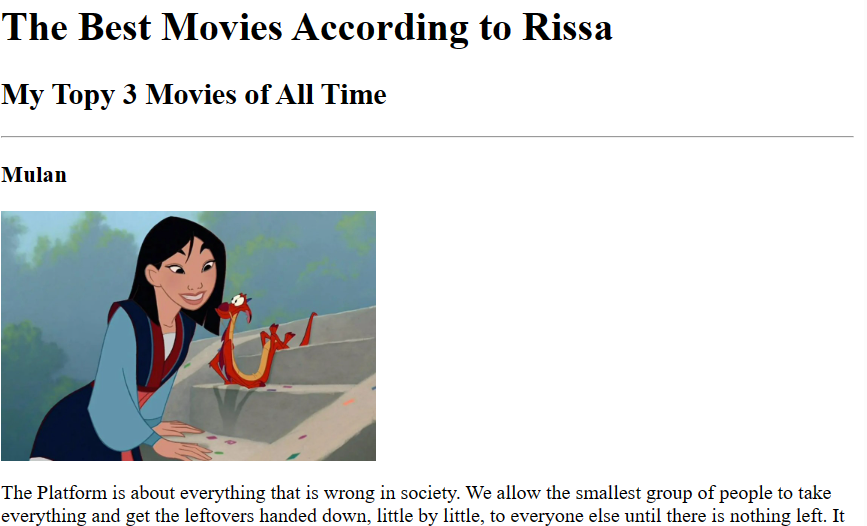 The Best Movies According to Rissa
My Topy 3 Movies of All Time
Mulan
The Platform is about everything that is wrong in society. We allow the smallest group of people to take
everything and get the leftovers handed down, little by little, to everyone else until there is nothing left. It